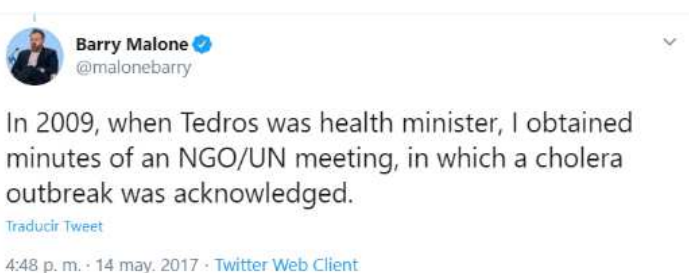 Barry Malone
@malonebarry
In 2009, when Tedros was health minister, I obtained
minutes of an NGO/UN meeting, in which a cholera
outbreak was acknowledged.
Traducir Tweet
4:48 p. m. · 14 may. 2017 · Twitter Web Client